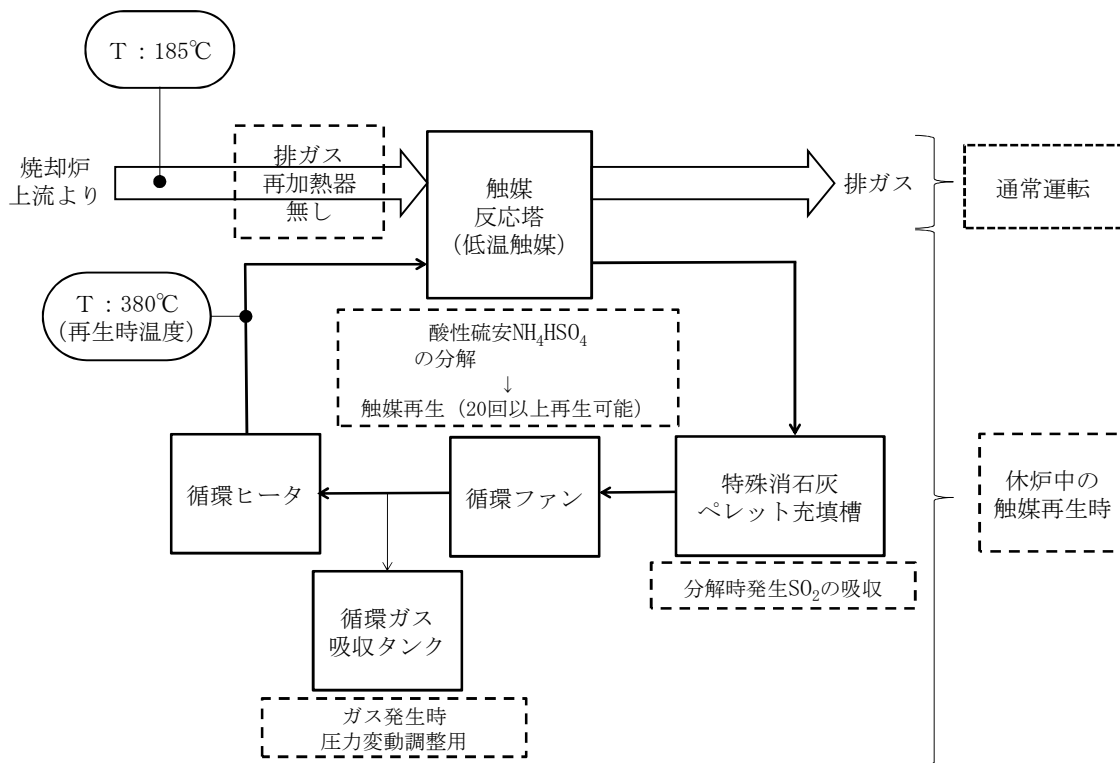 T：185℃
焼却炉
上流より
排ガス
再加熱器
無し
触媒
反応塔
(低温触媒)
排ガス
通常運転
T：380℃
(再生時温度)
酸性硫安NH₄HSO₄
の分解
↓
触媒再生（20回以上再生可能）
循環ヒータ
循環ファン
特殊消石灰
ペレット充填槽
休炉中の
触媒再生時
分解時発生SO₂の吸収
循環ガス
吸収タンク
ガス発生時
圧力変動調整用